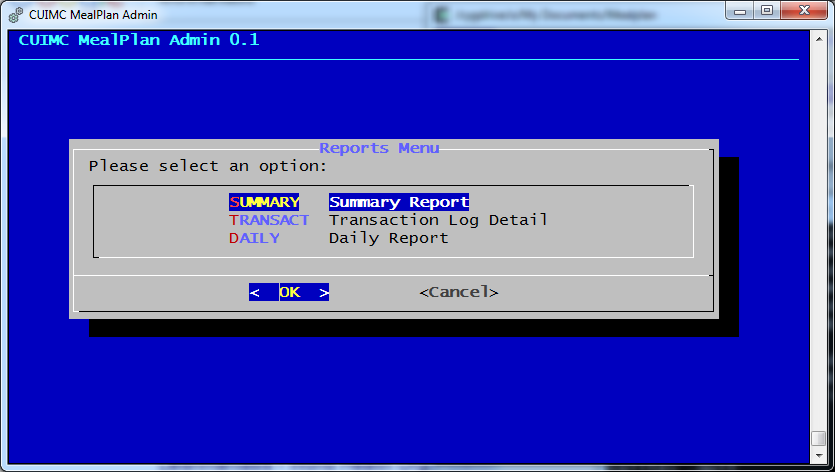 CUIMC MealPlan Admin
CUIMC MealPlan Admin 0.1
Reports Menu
Please select an option:
SUMMARY Summary Report
TRANSACT Transaction Log Detail
DAILY Daily Report
< OK > <Cancel>